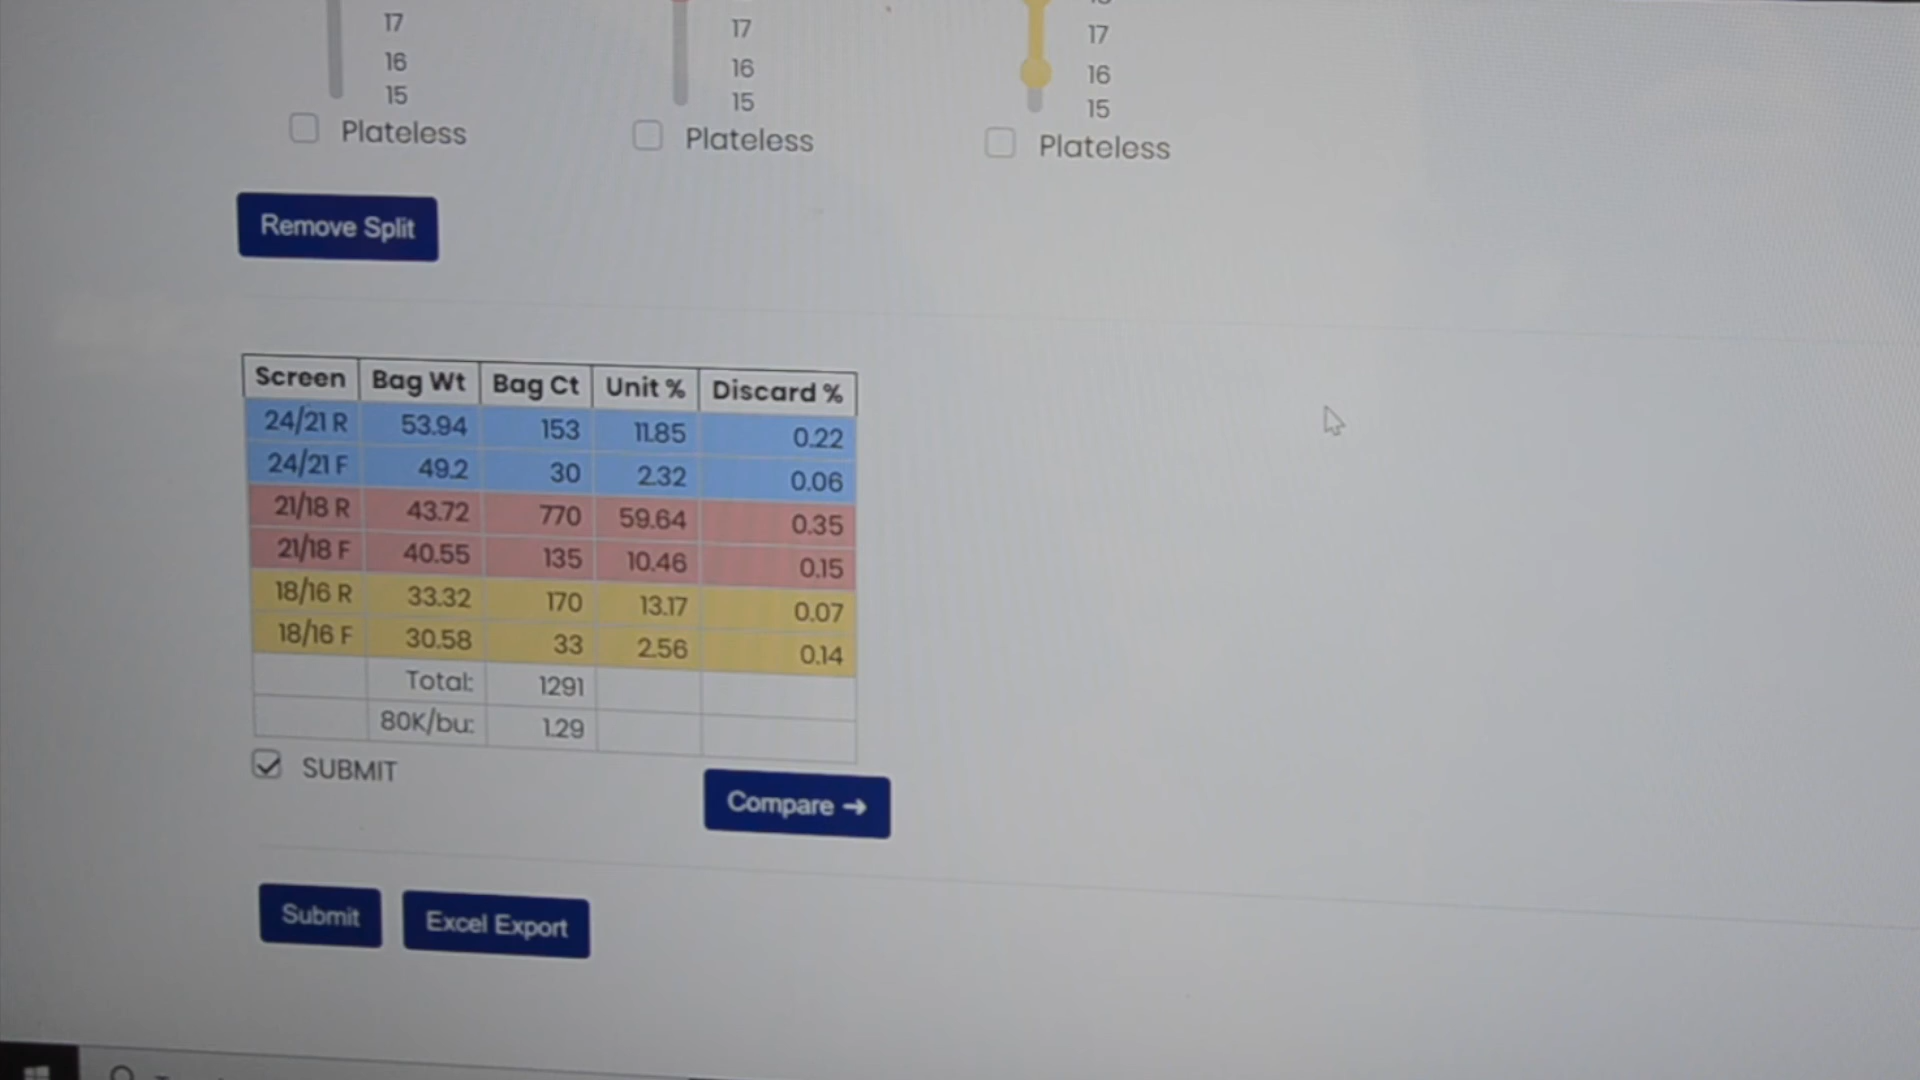 17 17 17
16 16 16
15 15 15
Plateless Plateless Plateless
Remove Split
Screen Bag Wt Bag Ct Unit % Discard %
24/21 R 53.94 153 11.85 0.22
24/21 F 49.2 30 2.32 0.06
21/18 R 43.72 770 59.64 0.35
21/18 F 40.55 135 10.46 0.15
18/16 R 33.32 170 13.17 0.07
18/16 F 30.58 33 2.56 0.14
Total: 1291
80K/bu: 1.29
SUBMIT
Compare →
Submit Excel Export